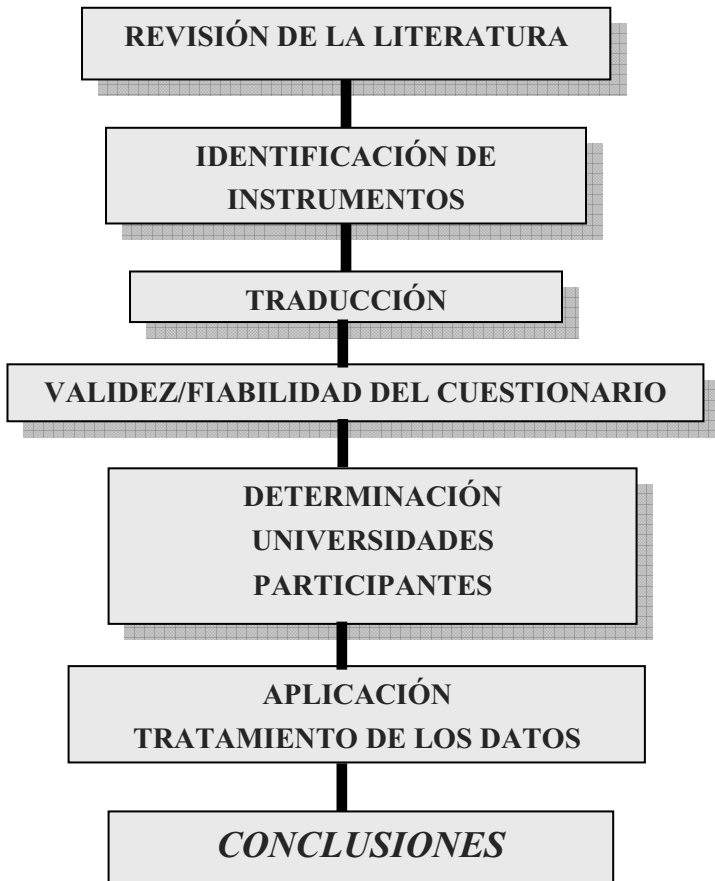 REVISIÓN DE LA LITERATURA
IDENTIFICACIÓN DE
INSTRUMENTOS
TRADUCCIÓN
VALIDEZ/FIABILIDAD DEL CUESTIONARIO
DETERMINACIÓN
UNIVERSIDADES
PARTICIPANTES
APLICACIÓN
TRATAMIENTO DE LOS DATOS
CONCLUSIONES